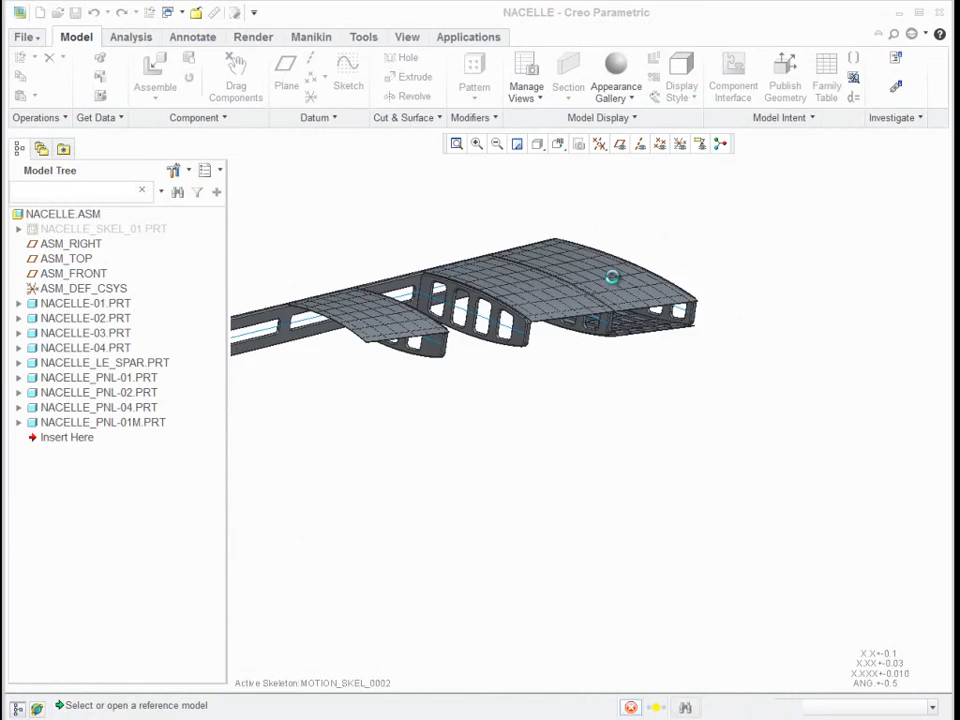 NACELLE - Creo Parametric
File Model Analysis Annotate Render Manikin Tools View Applications
Assemble
Drag Components
Plane
Sketch
Hole
Extrude
Revolve
Pattern
Manage Views
Section
Appearance Gallery
Display Style
Component Interface
Publish Geometry
Family Table
d=
Operations Get Data Component Datum Cut & Surface Modifiers Model Display Model Intent Investigate
Model Tree
NACELLE.ASM
NACELLE_SKEL_01.PRT
ASM_RIGHT
ASM_TOP
ASM_FRONT
ASM_DEF_CSYS
NACELLE-01.PRT
NACELLE-02.PRT
NACELLE-03.PRT
NACELLE-04.PRT
NACELLE_LE_SPAR.PRT
NACELLE_PNL-01.PRT
NACELLE_PNL-02.PRT
NACELLE_PNL-04.PRT
NACELLE_PNL-01M.PRT
Insert Here
X.X+-0.1
X.XX+-0.03
X.XXX+-0.010
ANG.+-0.5
Active Skeleton:MOTION_SKEL_0002
Select or open a reference model